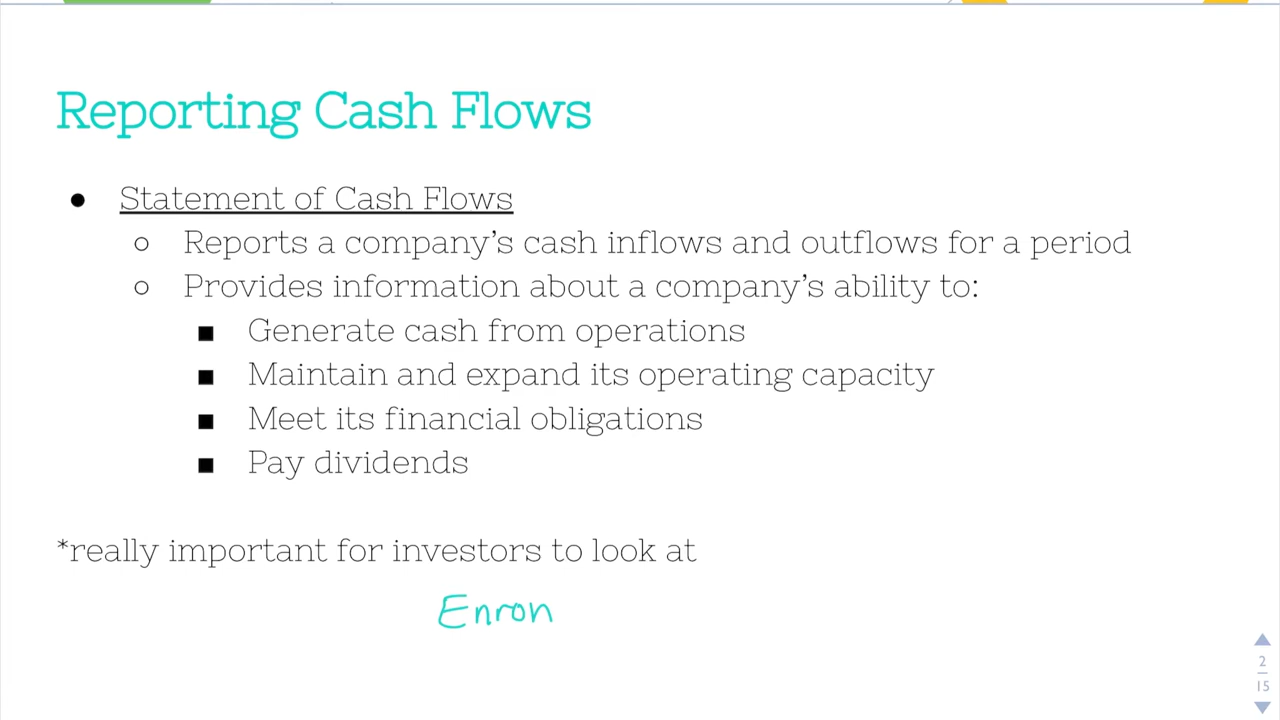 Reporting Cash Flows
● Statement of Cash Flows
○ Reports a company’s cash inflows and outflows for a period
○ Provides information about a company’s ability to:
■ Generate cash from operations
■ Maintain and expand its operating capacity
■ Meet its financial obligations
■ Pay dividends
*really important for investors to look at
Enron
2
15